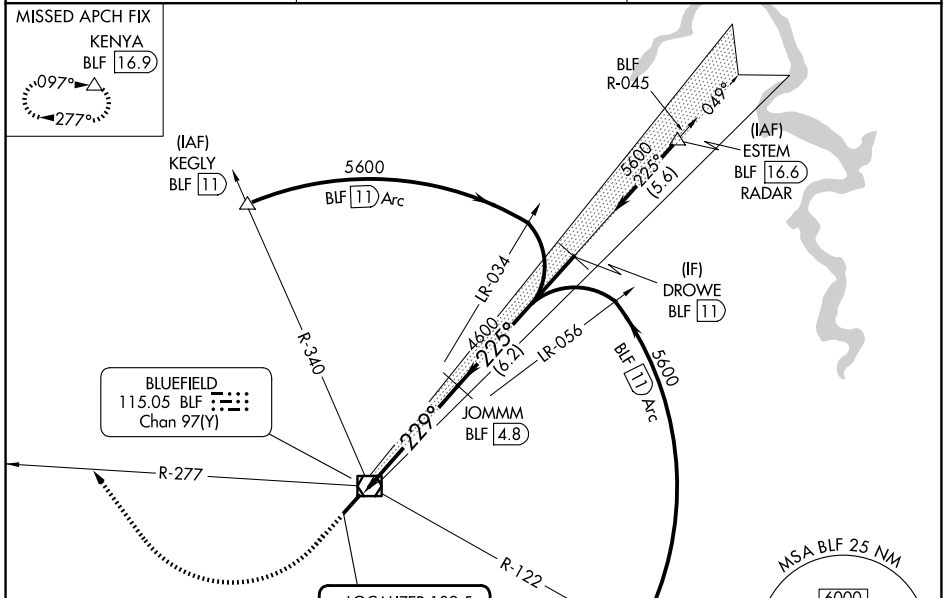 MISSED APCH FIX
KENYA
BLF 16.9
097°
277°
(IAF)
KEGLY
BLF 11
5600
BLF 11 Arc
BLF
R-045
049°
(IAF)
ESTEM
BLF 16.6
RADAR
5600
225°
(5.6)
LR-034
(IF)
DROWE
BLF 11
4600
225°
(6.2)
LR-056
5600
BLF 11 Arc
R-340
JOMMM
BLF 4.8
229°
BLUEFIELD
115.05 BLF
Chan 97(Y)
R-277
R-122
MSA BLF 25 NM
6000